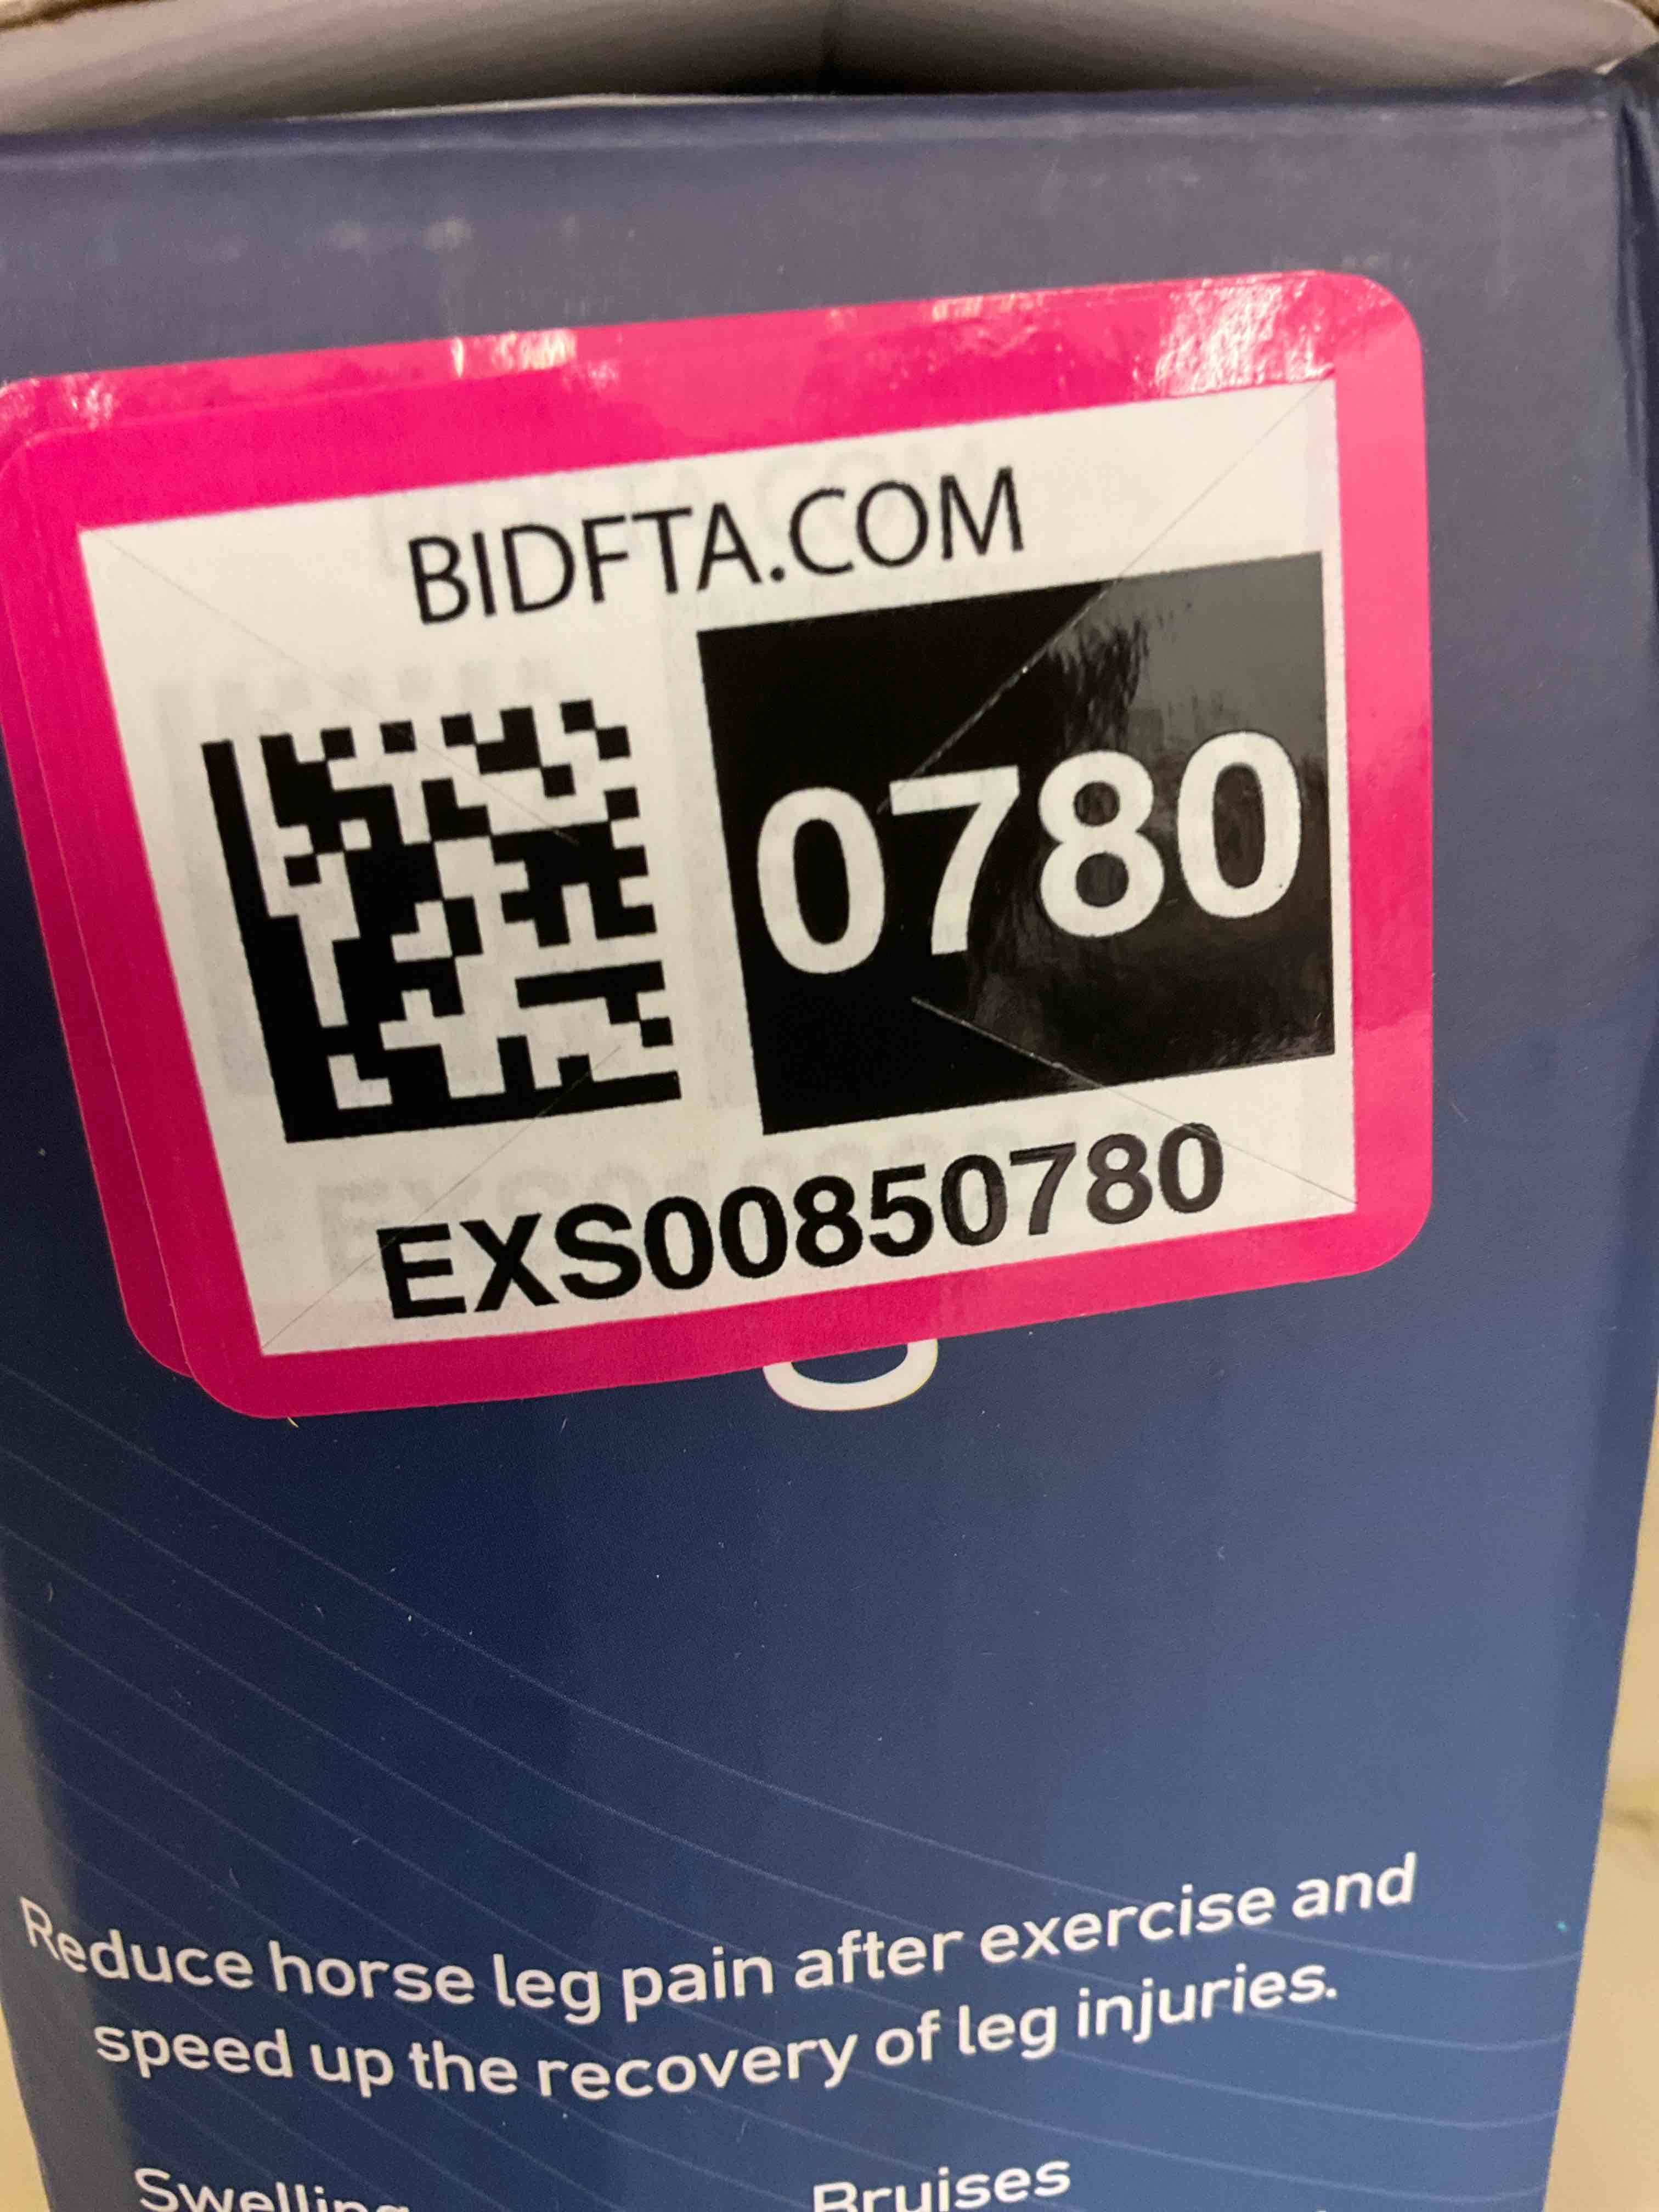 BIDFTA.COM
0780
EXS00850780
Reduce horse leg pain after exercise and
speed up the recovery of leg injuries.
Swelling
Bruises